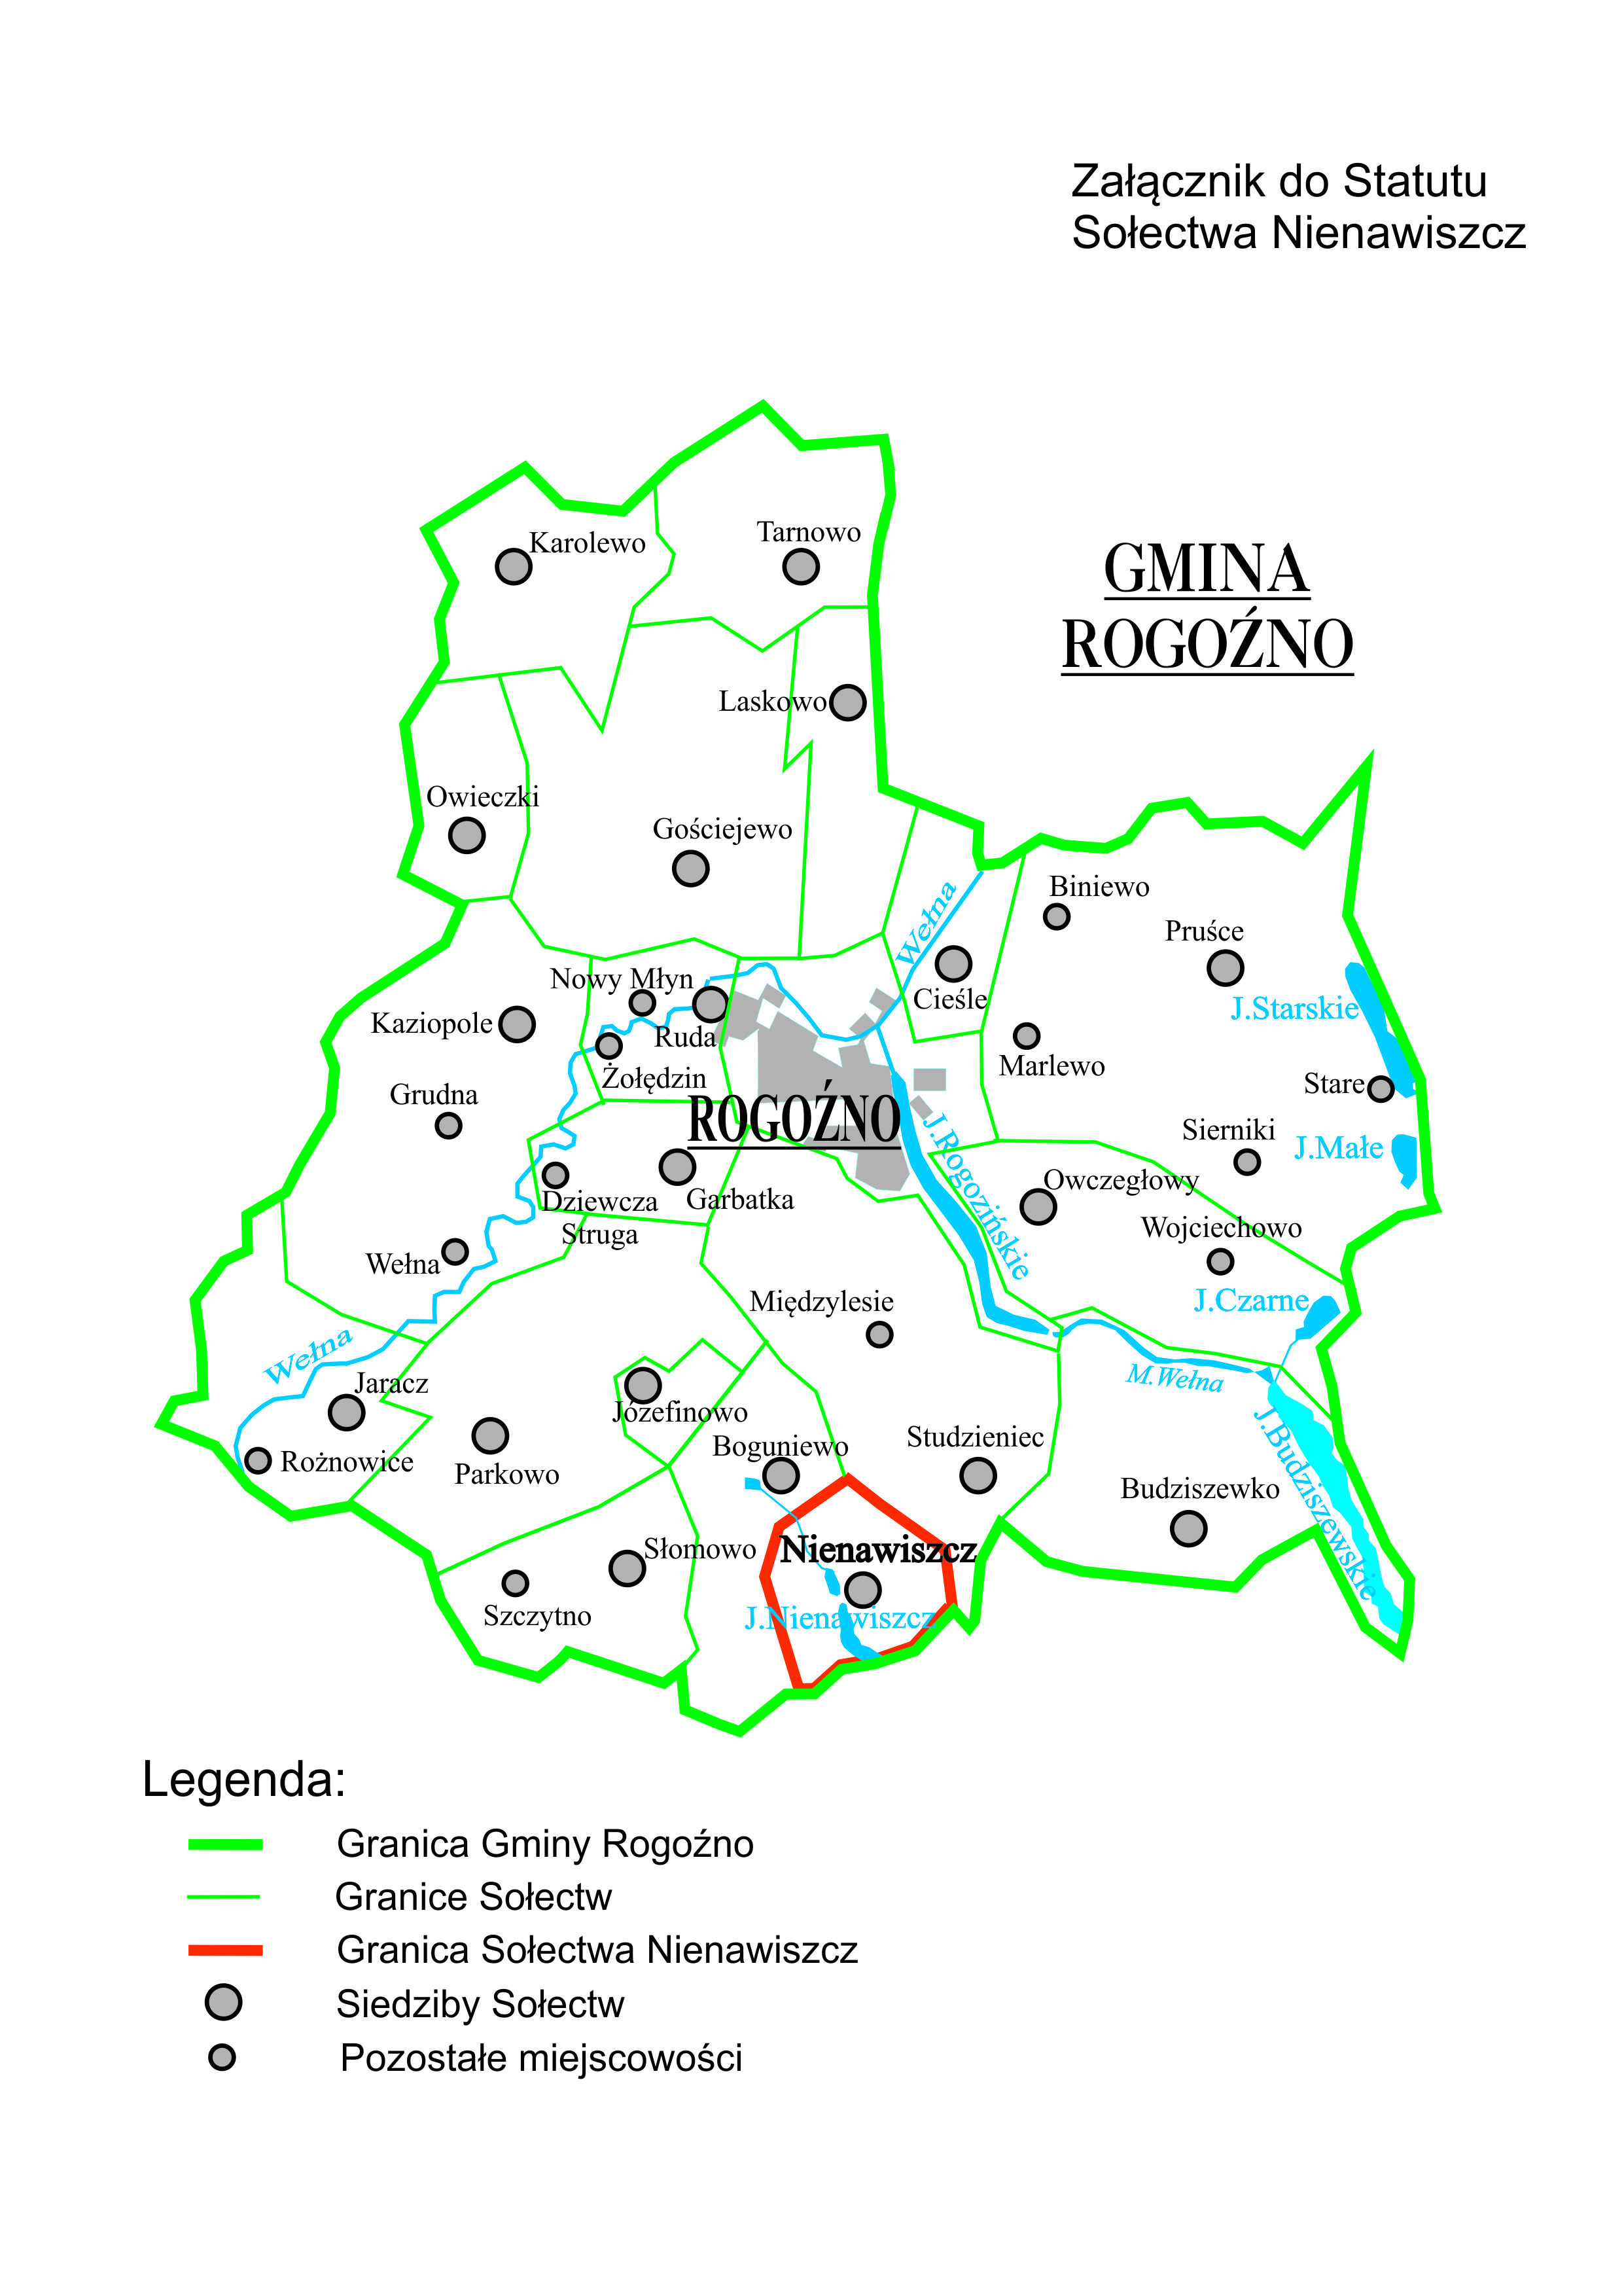 Załącznik do Statutu
Sołectwa Nienawiszcz
GMINA
ROGOŹNO
Karolewo
Tarnowo
Laskowo
Owieczki
Gościejewo
Biniewo
Wełna
Pruśce
Nowy Młyn
Cieśle
J.Starskie
Kaziopole
Ruda
Marlewo
Żołędzin
Stare
Grudna
ROGOŹNO
Sierniki
J.Małe
J.Rogozińskie
Owczegłowy
Dziewcza
Struga
Garbatka
Wojciechowo
Wełna
Międzylesie
J.Czarne
Wełna
M.Wełna
Jaracz
Józefinowo
Rożnowice
Parkowo
Boguniewo
Studzieniec
J.Budziszewskie
Budziszewko
Słomowo
Nienawiszcz
Szczytno
J.Nienawiszcz
Legenda:
Granica Gminy Rogoźno
Granice Sołectw
Granica Sołectwa Nienawiszcz
Siedziby Sołectw
Pozostałe miejscowości